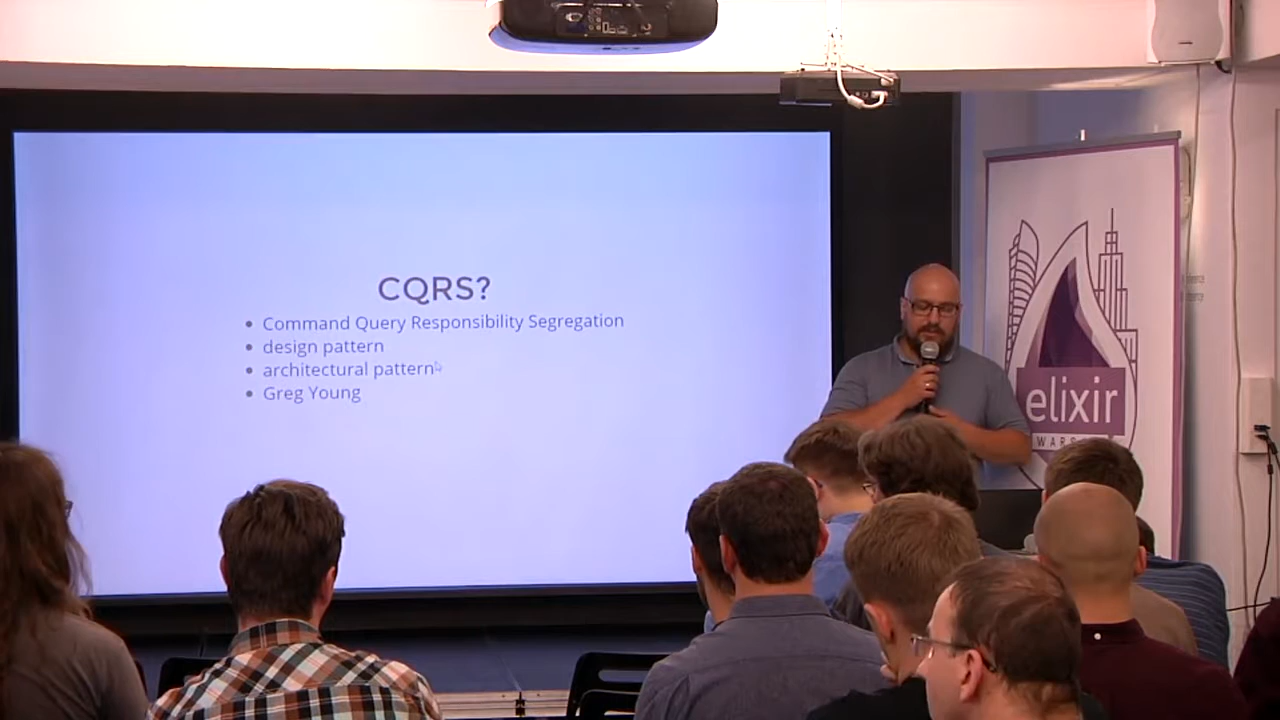 CQRS?
Command Query Responsibility Segregation
design pattern
architectural pattern
Greg Young
elixir